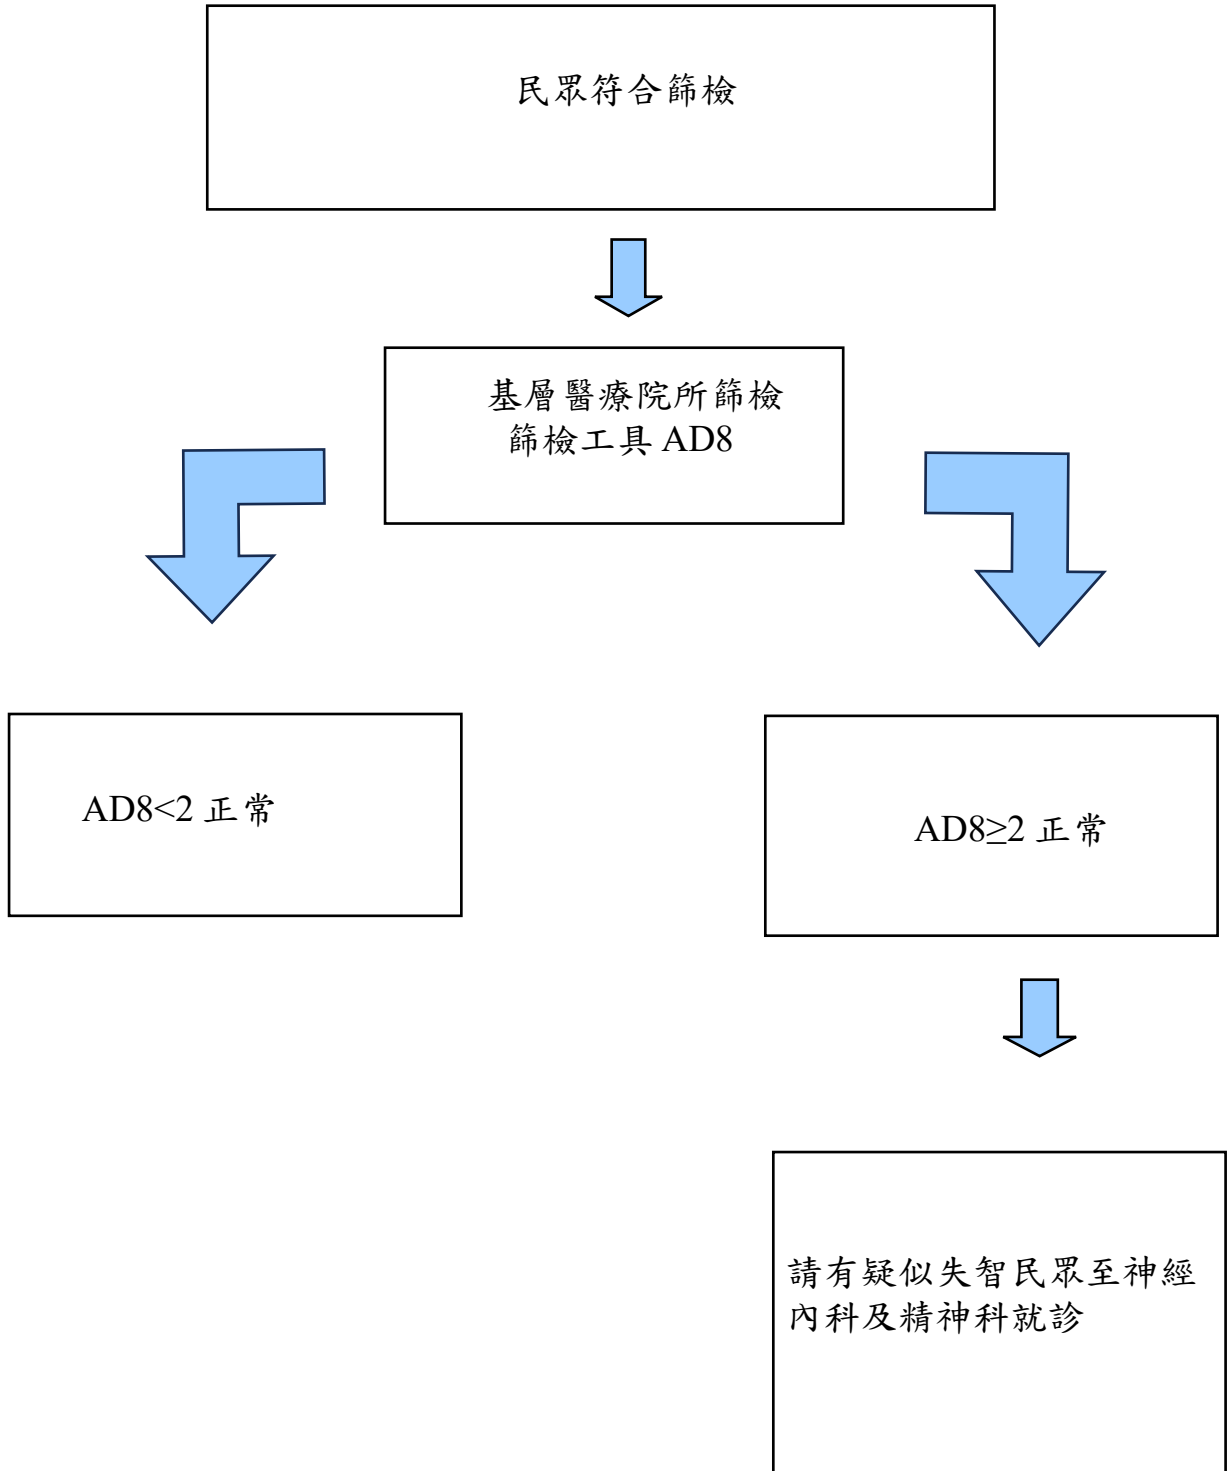 民眾符合篩檢
基層醫療院所篩檢
篩檢工具 AD8
AD8<2 正常
AD8≥2 正常
請有疑似失智民眾至神經
內科及精神科就診